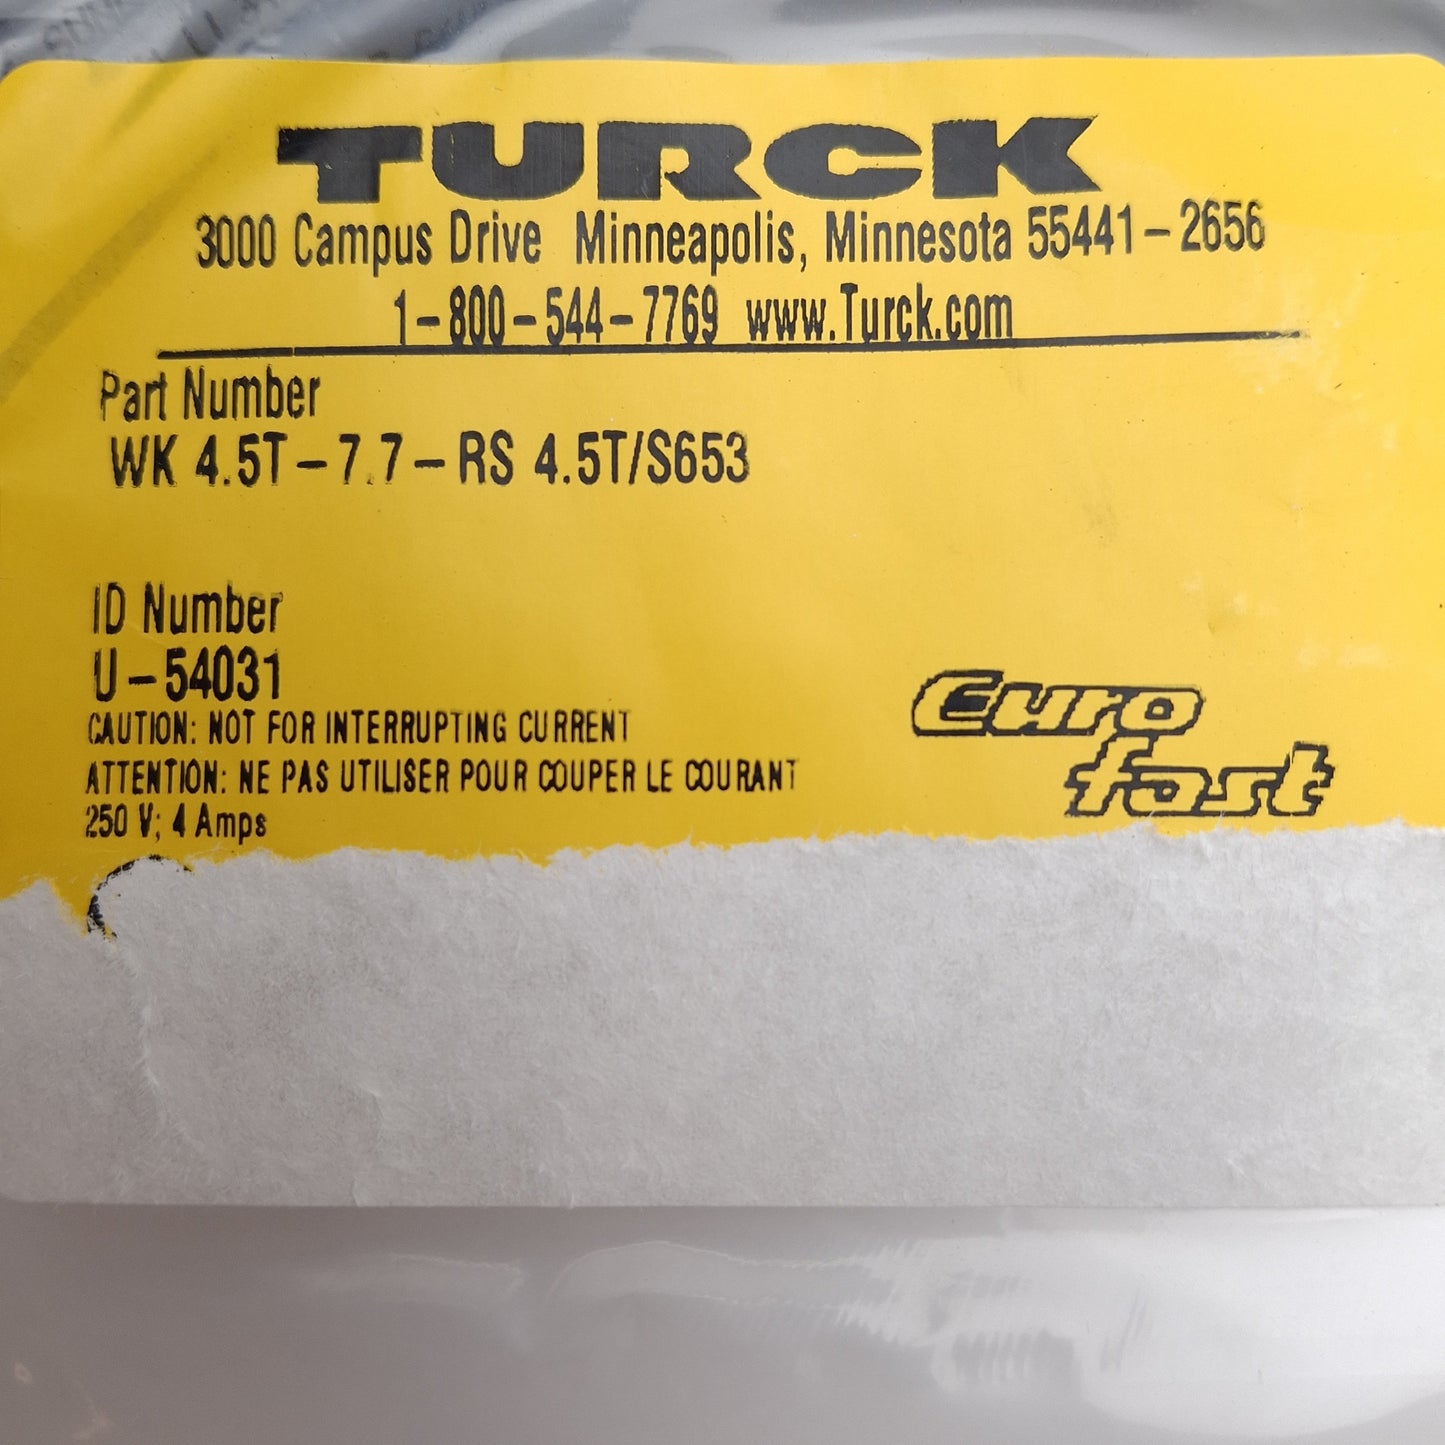 TURCK
3000 Campus Drive Minneapolis, Minnesota 55441-2656
1-800-544-7769 www.Turck.com
Part Number
WK 4.5T-7.7-RS 4.5T/S653
ID Number
U-54031
CAUTION: NOT FOR INTERRUPTING CURRENT
ATTENTION: NE PAS UTILISER POUR COUPER LE COURANT
250 V; 4 Amps
Euro
fast